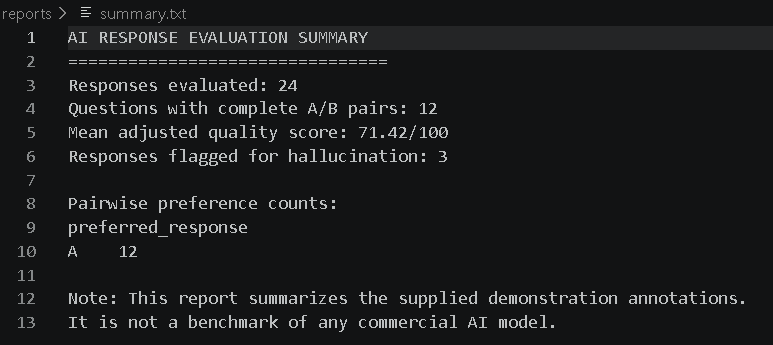 reports > summary.txt
1 AI RESPONSE EVALUATION SUMMARY
2 ================================
3 Responses evaluated: 24
4 Questions with complete A/B pairs: 12
5 Mean adjusted quality score: 71.42/100
6 Responses flagged for hallucination: 3
7
8 Pairwise preference counts:
9 preferred_response
10 A    12
11
12 Note: This report summarizes the supplied demonstration annotations.
13 It is not a benchmark of any commercial AI model.